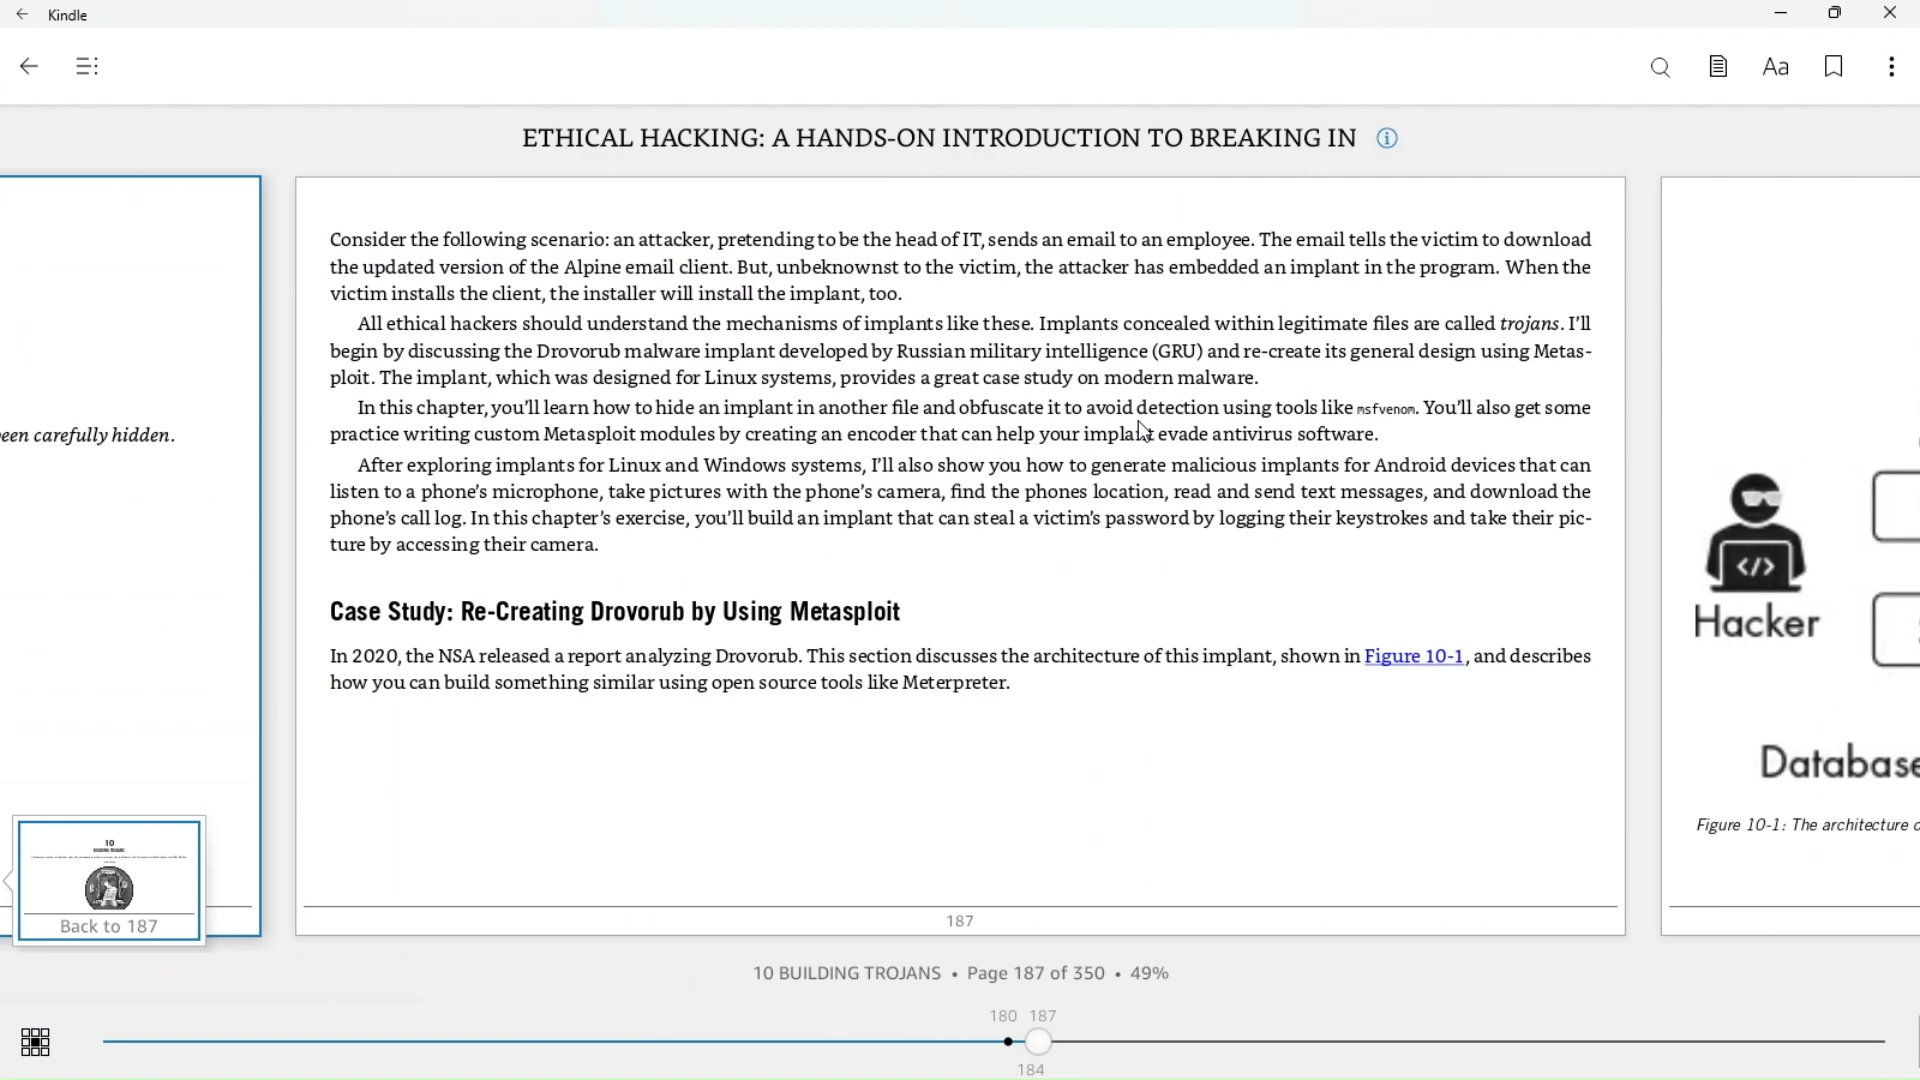 Kindle
Aa
ETHICAL HACKING: A HANDS-ON INTRODUCTION TO BREAKING IN
een carefully hidden.
Consider the following scenario: an attacker, pretending to be the head of IT, sends an email to an employee. The email tells the victim to download
the updated version of the Alpine email client. But, unbeknownst to the victim, the attacker has embedded an implant in the program. When the
victim installs the client, the installer will install the implant, too.
All ethical hackers should understand the mechanisms of implants like these. Implants concealed within legitimate files are called trojans. I'll
begin by discussing the Drovorub malware implant developed by Russian military intelligence (GRU) and re-create its general design using Metas-
ploit. The implant, which was designed for Linux systems, provides a great case study on modern malware.
In this chapter, you'll learn how to hide an implant in another file and obfuscate it to avoid detection using tools like msfvenom. You'll also get some
practice writing custom Metasploit modules by creating an encoder that can help your implant evade antivirus software.
After exploring implants for Linux and Windows systems, I'll also show you how to generate malicious implants for Android devices that can
listen to a phone's microphone, take pictures with the phone's camera, find the phones location, read and send text messages, and download the
phone's call log. In this chapter's exercise, you'll build an implant that can steal a victim's password by logging their keystrokes and take their pic-
ture by accessing their camera.
Case Study: Re-Creating Drovorub by Using Metasploit
In 2020, the NSA released a report analyzing Drovorub. This section discusses the architecture of this implant, shown in Figure 10-1, and describes
how you can build something similar using open source tools like Meterpreter.
187
Hacker
</>
Database
Figure 10-1: The architecture o
10
BUILDING TROJANS
Back to 187
10 BUILDING TROJANS • Page 187 of 350 • 49%
180 187
184